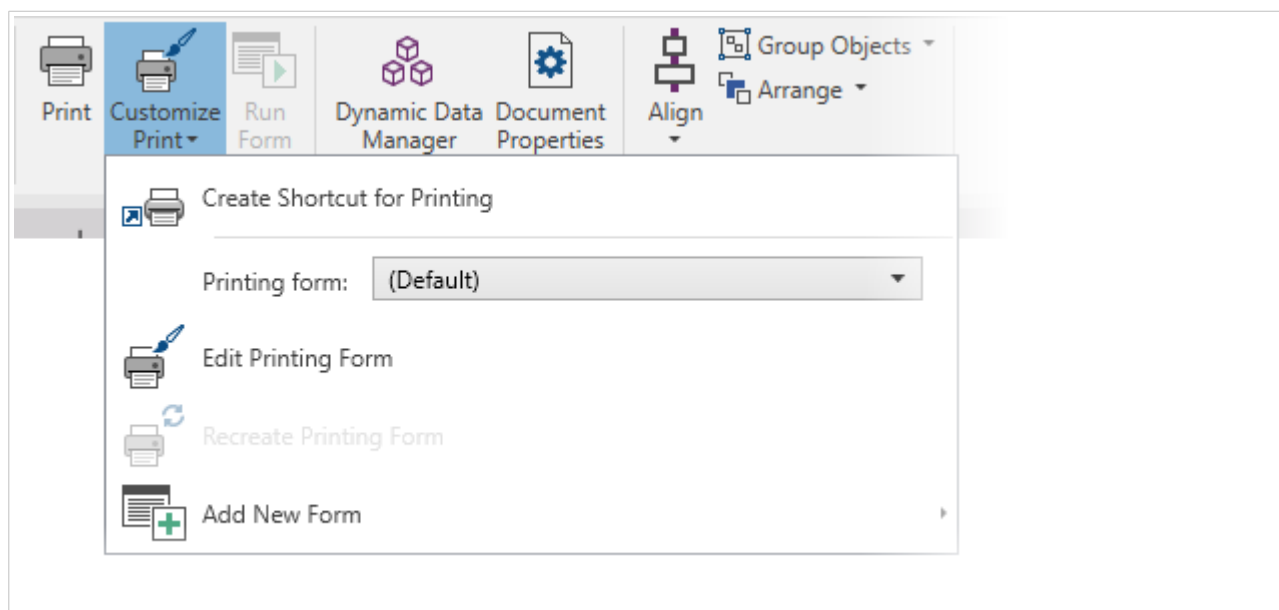 Print
Customize
Print
Run
Form
Dynamic Data
Manager
Document
Properties
Align
Group Objects
Arrange
Create Shortcut for Printing
Printing form: (Default)
Edit Printing Form
Recreate Printing Form
Add New Form